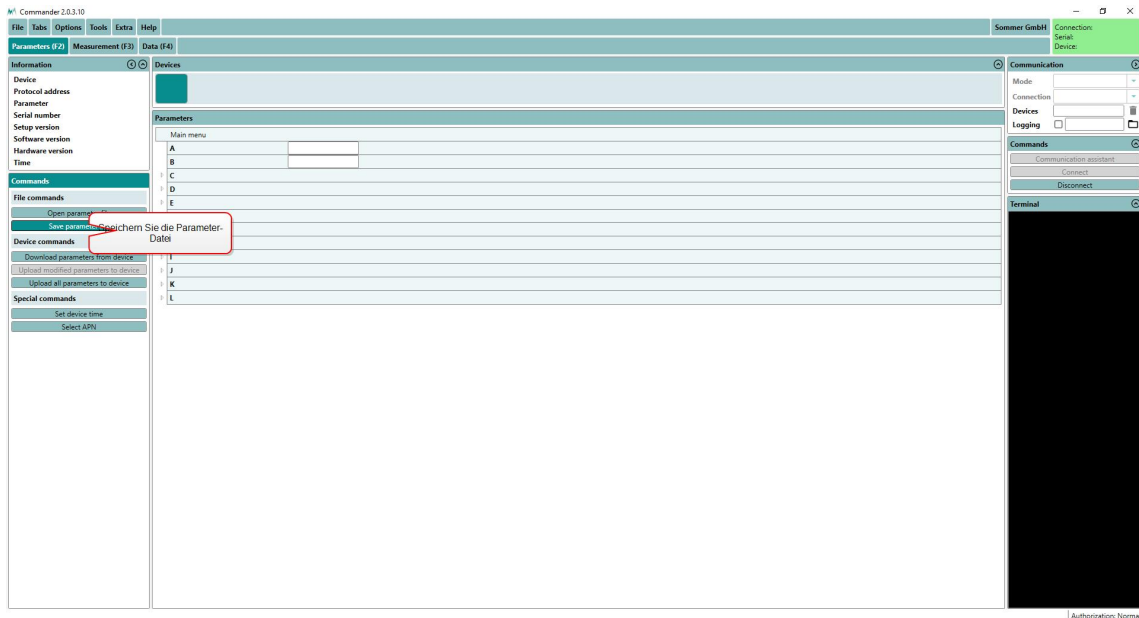 Commander 2.0.3.10
File Tabs Options Tools Extra Help
Sommer GmbH
Connection:
Serial:
Device:
Parameters (F2) Measurement (F3) Data (F4)
Information
Device
Protocol address
Parameter
Serial number
Setup version
Software version
Hardware version
Time
Commands
File commands
Open parameter
Save param
Speichern Sie die Parameter-
Datei
Device commands
Download parameters from device
Upload modified parameters to device
Upload all parameters to device
Special commands
Set device time
Select APN
Devices
Parameters
Main menu
A
B
C
D
E
I
J
K
L
Communication
Mode
Connection
Devices
Logging
Commands
Communication assistant
Connect
Disconnect
Terminal
Authorization: Norma